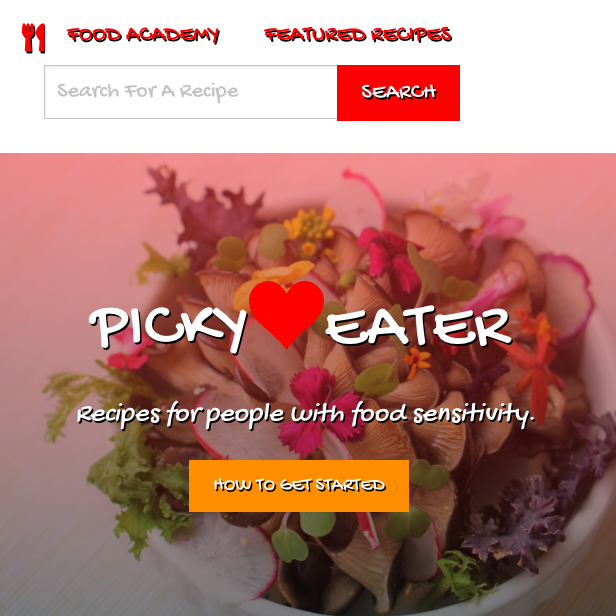 FOOD ACADEMY
FEATURED RECIPES
Search For A Recipe
SEARCH
PICKY EATER
Recipes for people with food sensitivity.
HOW TO GET STARTED